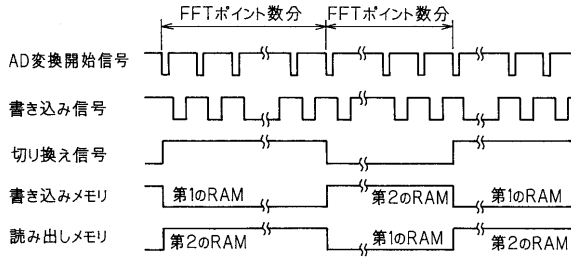 FFTポイント数分 FFTポイント数分
AD変換開始信号
書き込み信号
切り換え信号
書き込みメモリ 第1のRAM 第2のRAM 第1のRAM
読み出しメモリ 第2のRAM 第1のRAM 第2のRAM